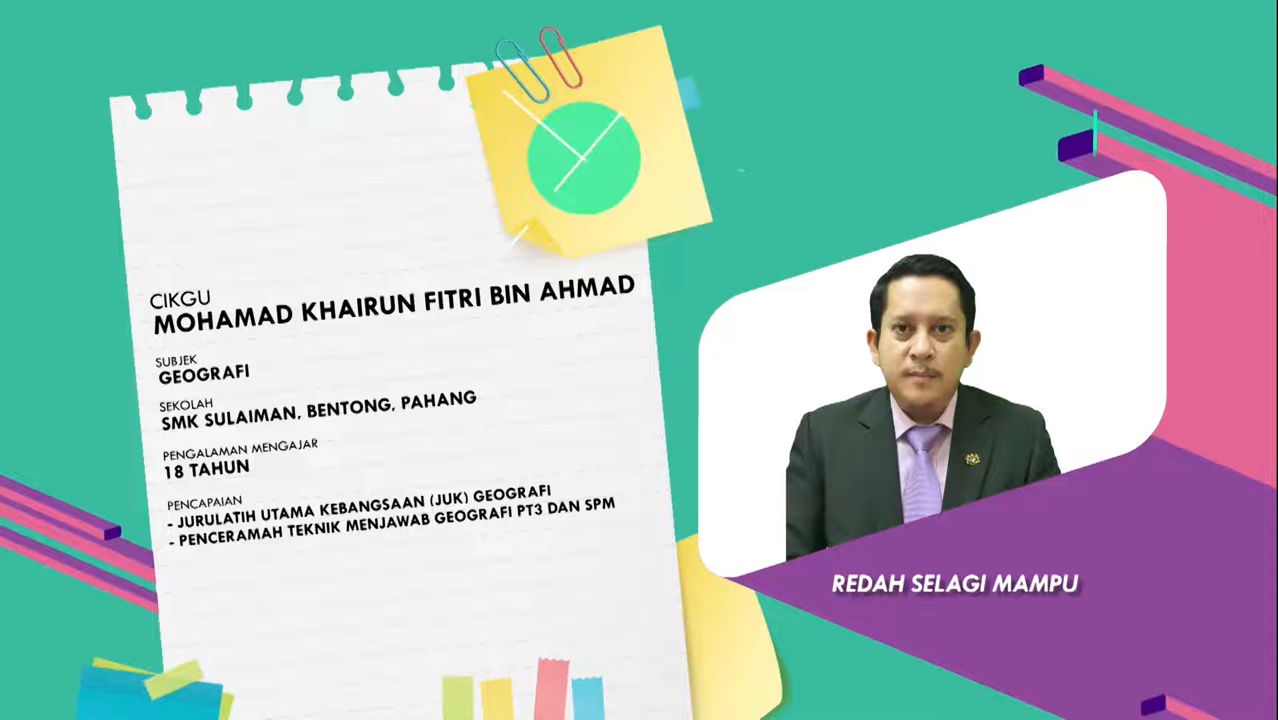 CIKGU
MOHAMAD KHAIRUN FITRI BIN AHMAD
SUBJEK
GEOGRAFI
SEKOLAH
SMK SULAIMAN, BENTONG, PAHANG
PENGALAMAN MENGAJAR
18 TAHUN
PENCAPAIAN
- JURULATIH UTAMA KEBANGSAAN (JUK) GEOGRAFI
- PENCERAMAH TEKNIK MENJAWAB GEOGRAFI PT3 DAN SPM
REDAH SELAGI MAMPU